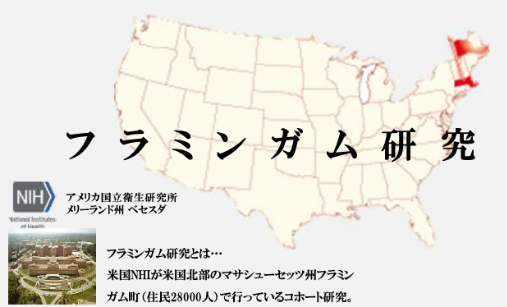 フラミンガム研究
NIH
National Institutes
of Health
アメリカ国立衛生研究所
メリーランド州 ベセスダ
フラミンガム研究とは…
米国NHIが米国北部のマサシューセッツ州フラミン
ガム町（住民28000人）で行っているコホート研究。